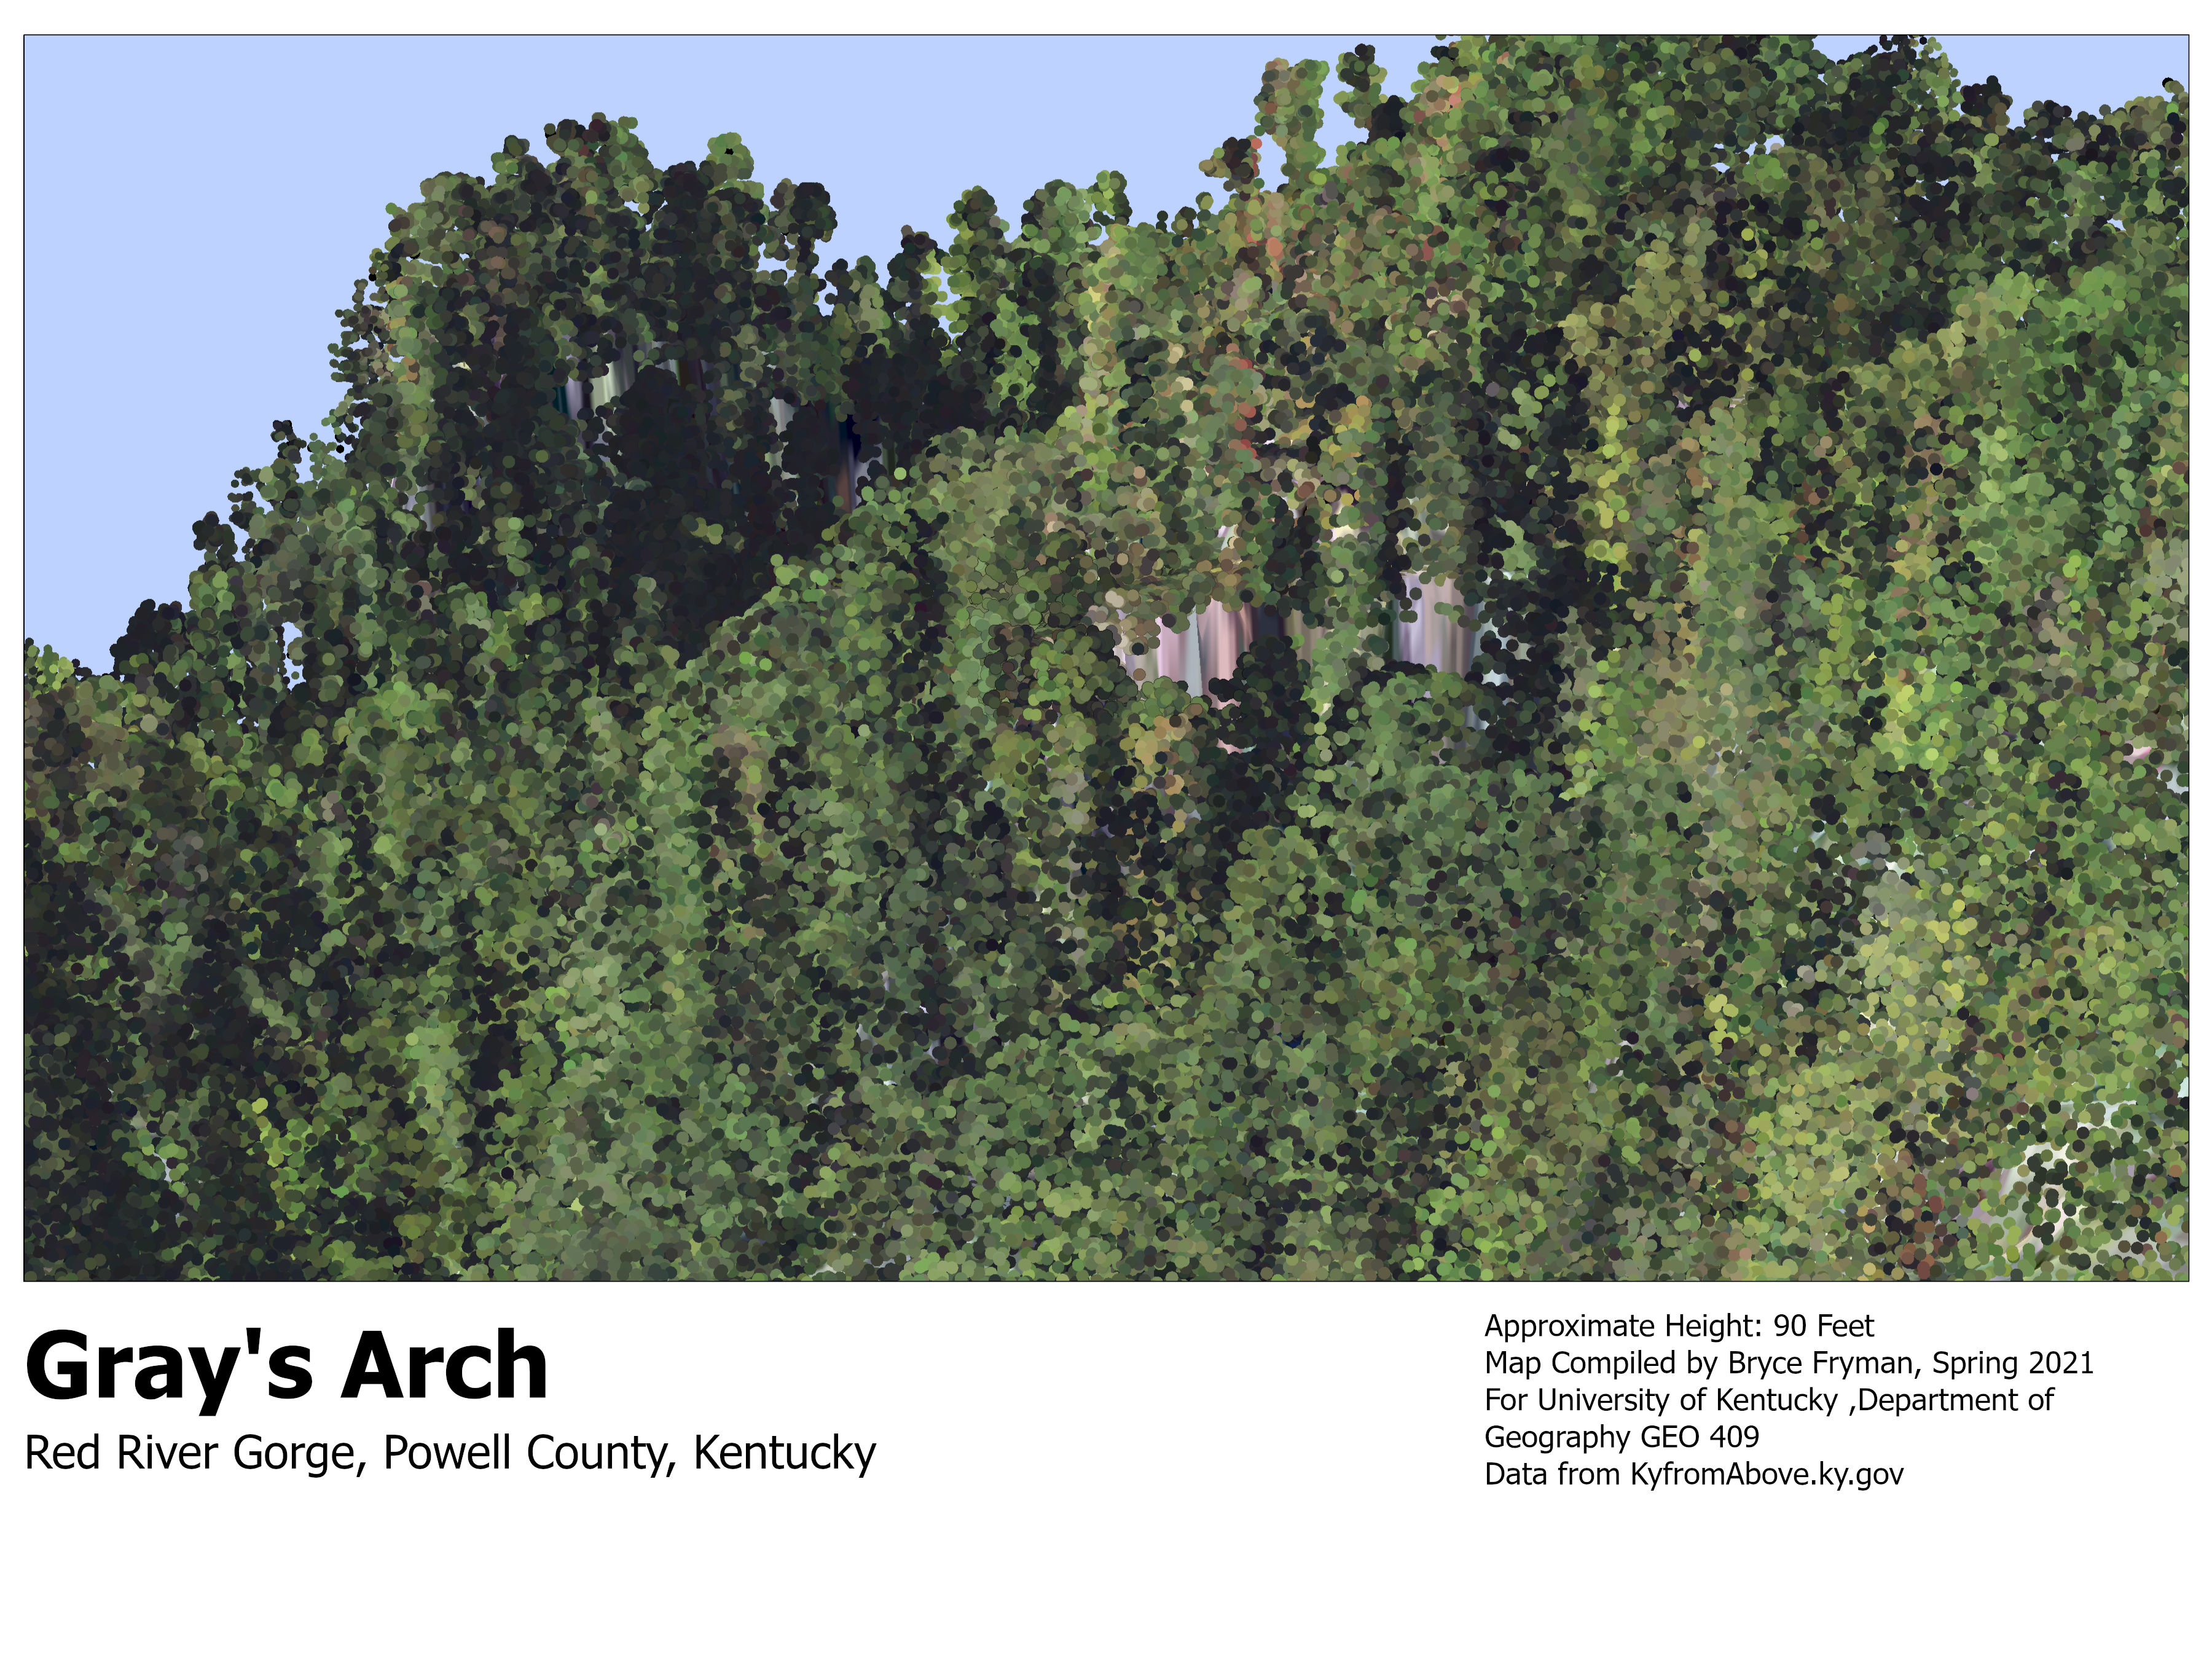 Gray's Arch
Red River Gorge, Powell County, Kentucky
Approximate Height: 90 Feet
Map Compiled by Bryce Fryman, Spring 2021
For University of Kentucky ,Department of
Geography GEO 409
Data from KyfromAbove.ky.gov